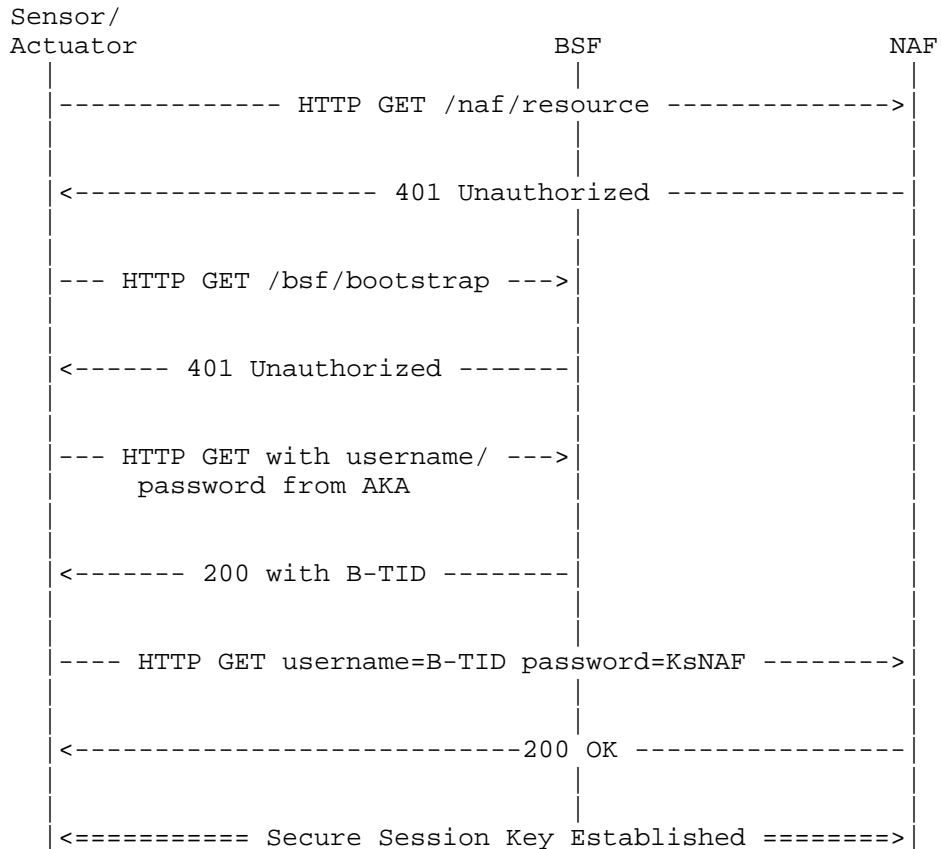 Sensor/
Actuator BSF NAF
HTTP GET /naf/resource
401 Unauthorized
HTTP GET /bsf/bootstrap
401 Unauthorized
HTTP GET with username/
password from AKA
200 with B-TID
HTTP GET username=B-TID password=KsNAF
200 OK
Secure Session Key Established